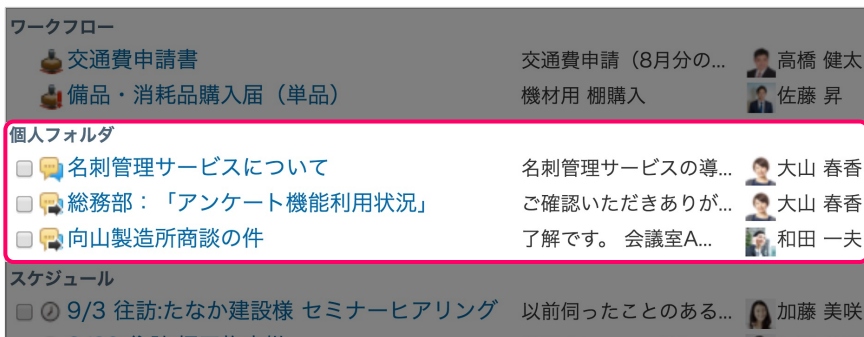 ワークフロー
交通費申請書 交通費申請（8月分の... 高橋 健太
備品・消耗品購入届（単品） 機材用 棚購入 佐藤 昇
個人フォルダ
名刺管理サービスについて 名刺管理サービスの導... 大山 春香
総務部：「アンケート機能利用状況」 ご確認いただきありが... 大山 春香
向山製造所商談の件 了解です。 会議室A... 和田 一夫
スケジュール
9/3 往訪:たなか建設様 セミナーヒアリング 以前伺ったことのある... 加藤 美咲